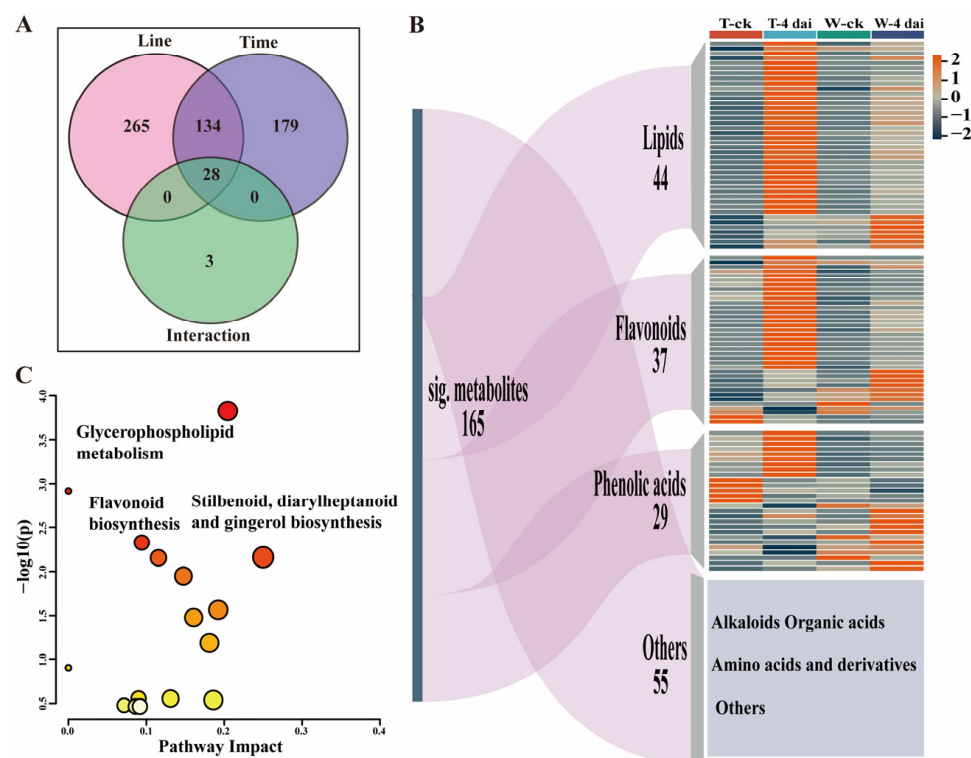 A
Line Time
265 134 179
28
0 0
3
Interaction
B
T-ck T-4 dai W-ck W-4 dai
2
1
0
−1
−2
sig. metabolites
165
Lipids
44
Flavonoids
37
Phenolic acids
29
Others
55
Alkaloids Organic acids
Amino acids and derivatives
Others
C
−log10(p)
4.0
3.5
3.0
2.5
2.0
1.5
1.0
0.5
Glycerophospholipid
metabolism
Flavonoid
biosynthesis
Stilbenoid, diarylheptanoid
and gingerol biosynthesis
0.0 0.1 0.2 0.3 0.4
Pathway Impact